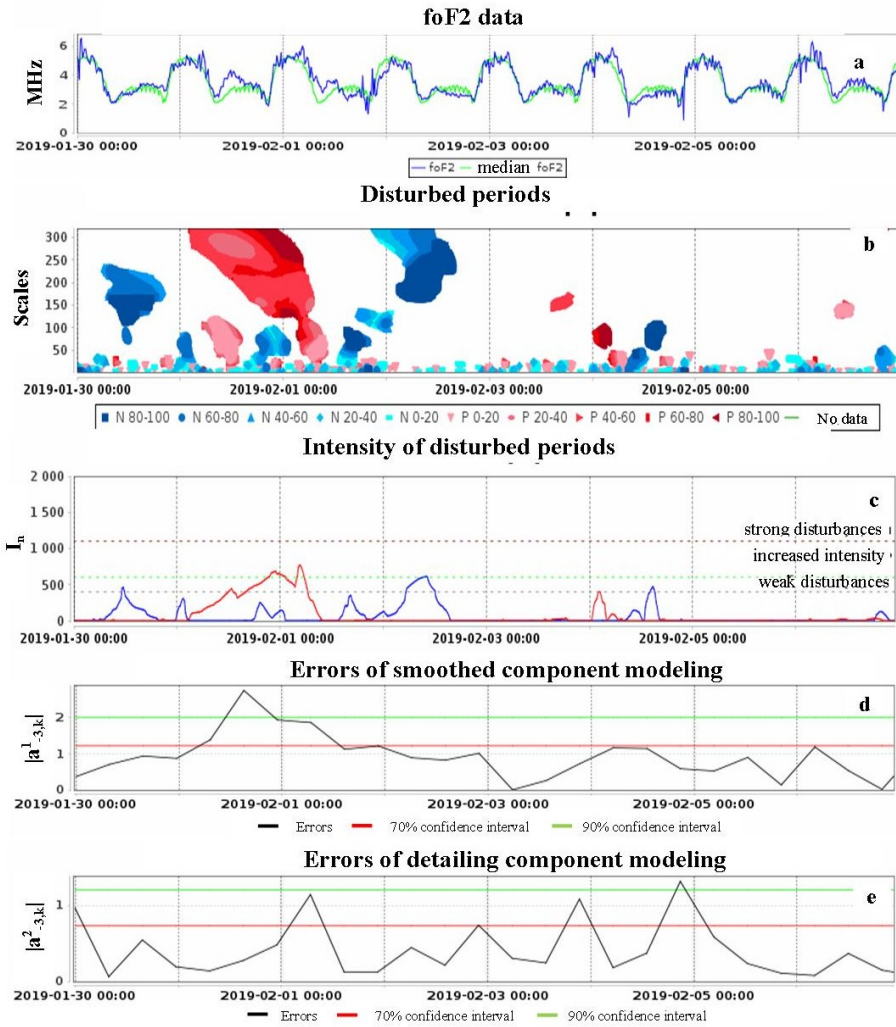 foF2 data
MHz
6
4
2
0
a
2019-01-30 00:00 2019-02-01 00:00 2019-02-03 00:00 2019-02-05 00:00
foF2 median foF2
Disturbed periods
Scales
300
250
200
150
100
50
b
2019-01-30 00:00 2019-02-01 00:00 2019-02-03 00:00 2019-02-05 00:00
N 80-100 N 60-80 N 40-60 N 20-40 N 0-20 P 0-20 P 20-40 P 40-60 P 60-80 P 80-100 No data
Intensity of disturbed periods
Iₙ
2 000
1 500
1 000
500
0
c
strong disturbances
increased intensity
weak disturbances
2019-01-30 00:00 2019-02-01 00:00 2019-02-03 00:00 2019-02-05 00:00
Errors of smoothed component modeling
|a¹₋₃,ₖ|
2
1
0
d
2019-01-30 00:00 2019-02-01 00:00 2019-02-03 00:00 2019-02-05 00:00
Errors 70% confidence interval 90% confidence interval
Errors of detailing component modeling
|a²₋₃,ₖ|
1
0
e
2019-01-30 00:00 2019-02-01 00:00 2019-02-03 00:00 2019-02-05 00:00
Errors 70% confidence interval 90% confidence interval